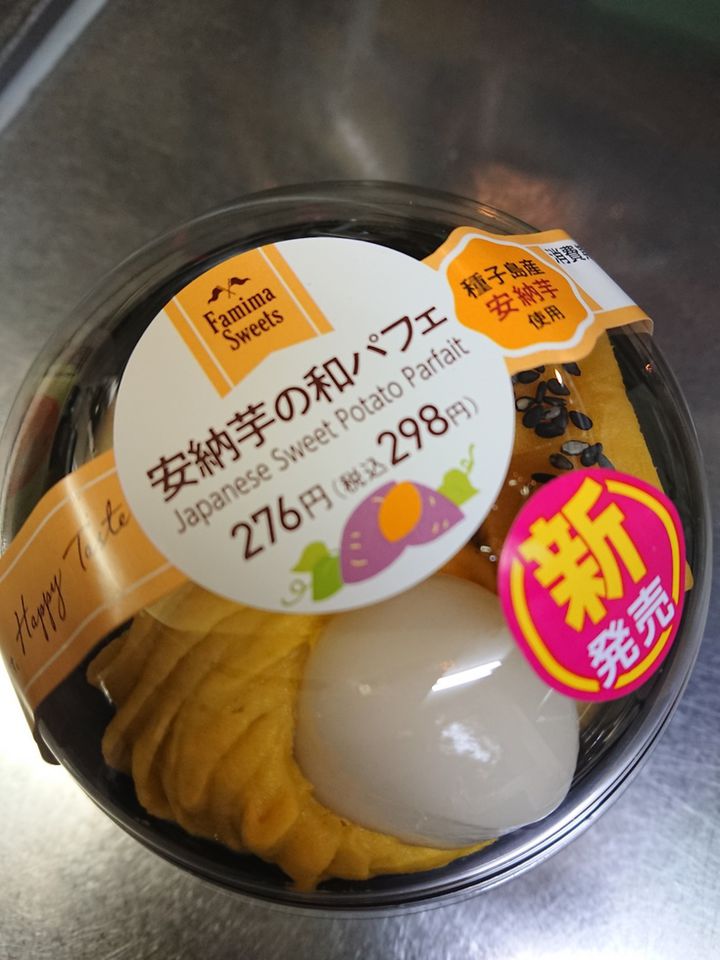 Famima
Sweets
安納芋の和パフェ
Japanese Sweet Potato Parfait
276円(税込298円)
種子島産
安納芋
使用
消費
新
発売
Happy Taste